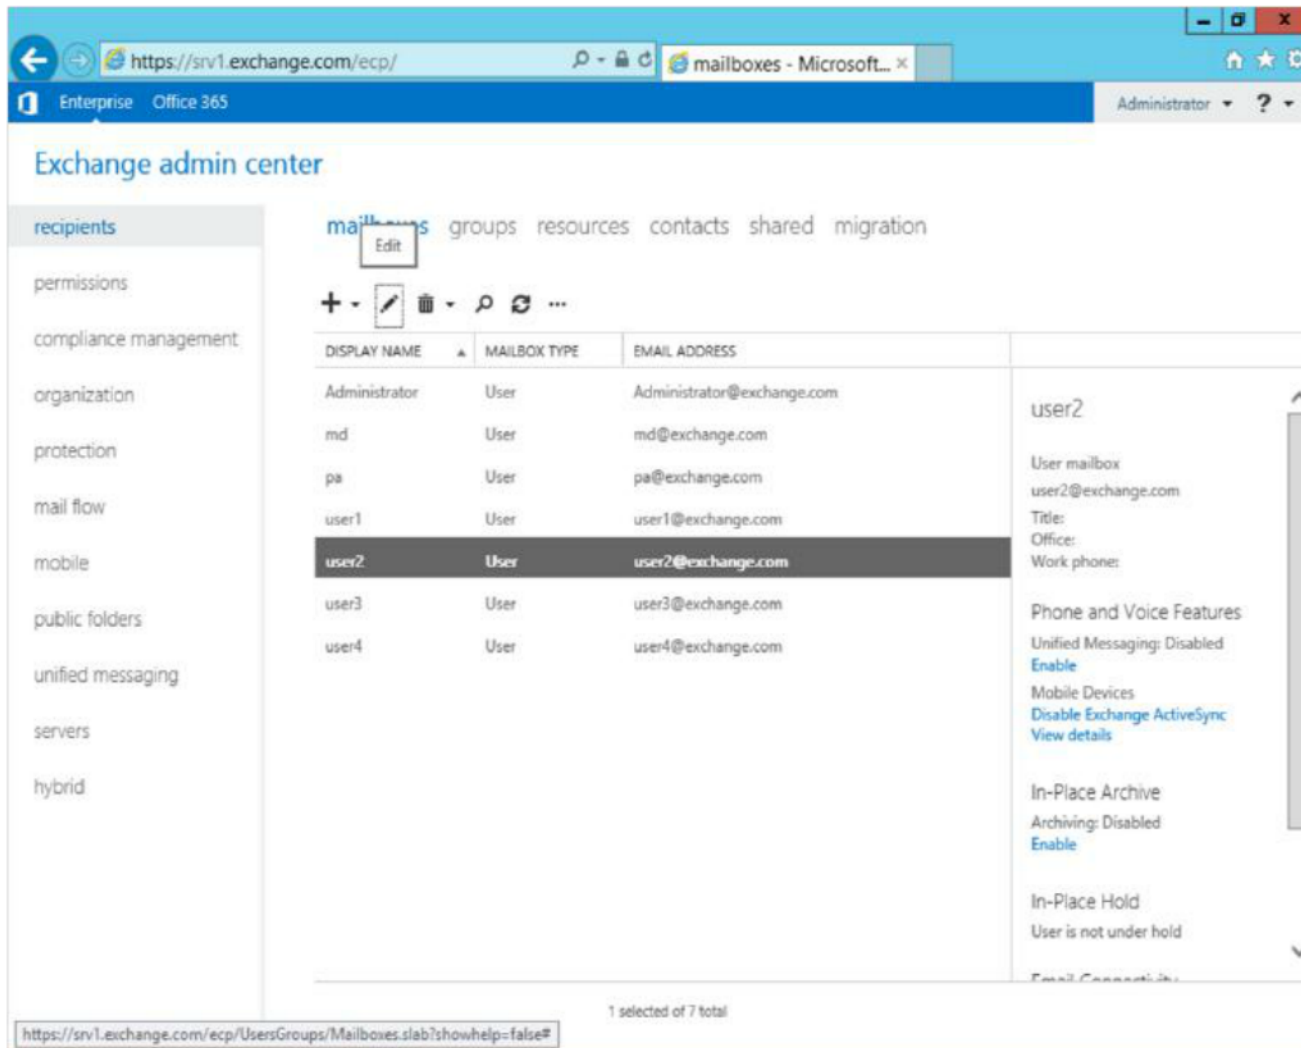 https://srv1.exchange.com/ecp/
mailboxes - Microsoft...
Enterprise Office 365
Administrator ?
Exchange admin center
recipients
permissions
compliance management
organization
protection
mail flow
mobile
public folders
unified messaging
servers
hybrid
mailboxes groups resources contacts shared migration
Edit
DISPLAY NAME MAILBOX TYPE EMAIL ADDRESS
Administrator User Administrator@exchange.com
md User md@exchange.com
pa User pa@exchange.com
user1 User user1@exchange.com
user2 User user2@exchange.com
user3 User user3@exchange.com
user4 User user4@exchange.com
user2
User mailbox
user2@exchange.com
Title:
Office:
Work phone:
Phone and Voice Features
Unified Messaging: Disabled
Enable
Mobile Devices
Disable Exchange ActiveSync
View details
In-Place Archive
Archiving: Disabled
Enable
In-Place Hold
User is not under hold
Email Connectivity
1 selected of 7 total
https://srv1.exchange.com/ecp/UsersGroups/Mailboxes.slab?showhelp=false#